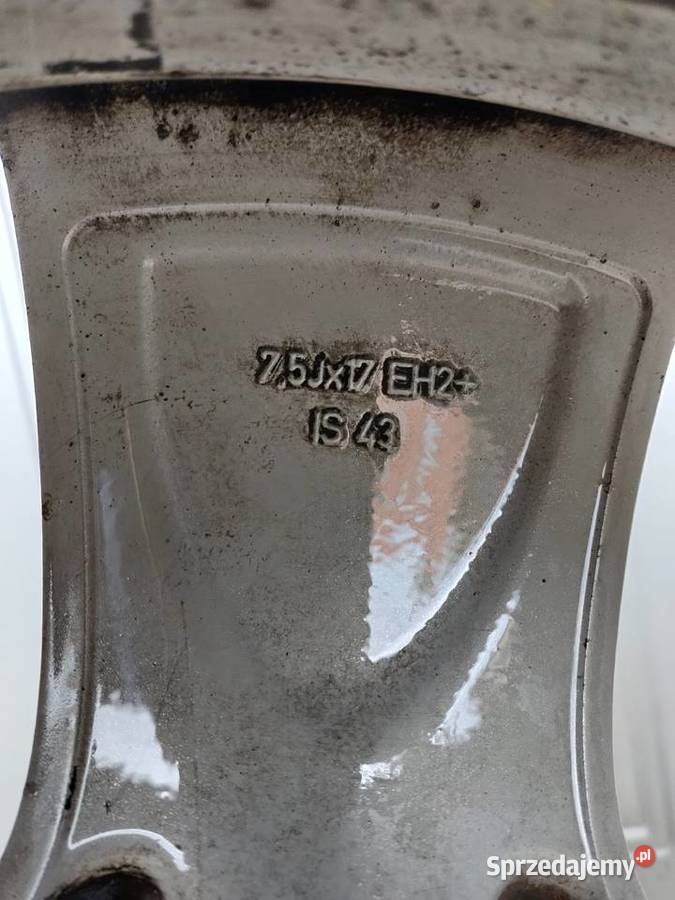 7.5Jx17 EH2+
IS 43
Sprzedajemy.pl